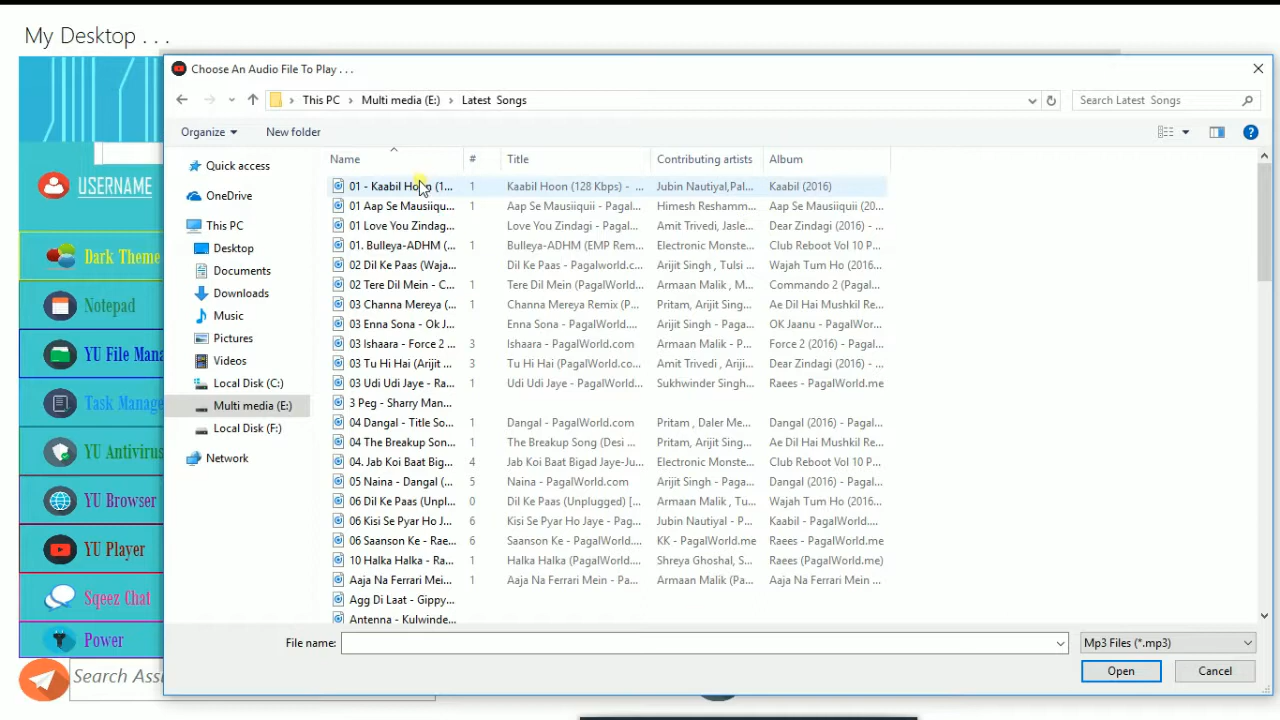 My Desktop . . .
Choose An Audio File To Play . . .
This PC > Multi media (E:) > Latest Songs
Search Latest Songs
Organize
New folder
Name # Title Contributing artists Album
Quick access
OneDrive
This PC
Desktop
Documents
Downloads
Music
Pictures
Videos
Local Disk (C:)
Multi media (E:)
Local Disk (F:)
Network
01 - Kaabil Hoon (1... 1 Kaabil Hoon (128 Kbps) - ... Jubin Nautiyal,Pal... Kaabil (2016)
01 Aap Se Mausiiqu... 1 Aap Se Mausiiquii - Pagal... Himesh Reshamm... Aap Se Mausiiquii (20...
01 Love You Zindag... Love You Zindagi - Pagal... Amit Trivedi, Jasle... Dear Zindagi (2016) - ...
01. Bulleya-ADHM (... 1 Bulleya-ADHM (EMP Rem... Electronic Monste... Club Reboot Vol 10 P...
02 Dil Ke Paas (Waja... Dil Ke Paas - Pagalworld.c... Arijit Singh , Tulsi ... Wajah Tum Ho (2016...
02 Tere Dil Mein - C... 1 Tere Dil Mein (PagalWorl... Armaan Malik , M... Commando 2 (Pagal...
03 Channa Mereya (... 1 Channa Mereya Remix (P... Pritam, Arijit Singh... Ae Dil Hai Mushkil Re...
03 Enna Sona - Ok J... Enna Sona - PagalWorld.... Arijit Singh - Paga... OK Jaanu - PagalWorl...
03 Ishaara - Force 2 ... 3 Ishaara - PagalWorld.com Armaan Malik - P... Force 2 (2016) - Pagal...
03 Tu Hi Hai (Arijit ... 3 Tu Hi Hai (PagalWorld.co... Amit Trivedi , Arijit... Dear Zindagi (2016) - ...
03 Udi Udi Jaye - Ra... 1 Udi Udi Jaye - PagalWorl... Sukhwinder Singh... Raees - PagalWorld.me
3 Peg - Sharry Man...
04 Dangal - Title So... 1 Dangal - PagalWorld.com Pritam , Daler Me... Dangal (2016) - Pagal...
04 The Breakup Son... 1 The Breakup Song (Desi ... Pritam, Arijit Singh... Ae Dil Hai Mushkil Re...
04. Jab Koi Baat Big... 4 Jab Koi Baat Bigad Jaye-Ju... Electronic Monste... Club Reboot Vol 10 P...
05 Naina - Dangal (... 5 Naina - PagalWorld.com Arijit Singh - Paga... Dangal (2016) - Pagal...
06 Dil Ke Paas (Unpl... 0 Dil Ke Paas (Unplugged) [... Armaan Malik , Tu... Wajah Tum Ho (2016...
06 Kisi Se Pyar Ho J... 6 Kisi Se Pyar Ho Jaye - Pag... Jubin Nautiyal - P... Kaabil - PagalWorld....
06 Saanson Ke - Rae... 6 Saanson Ke - PagalWorld.... KK - PagalWorld.me Raees - PagalWorld.me
10 Halka Halka - Ra... 1 Halka Halka (PagalWorld.... Shreya Ghoshal, S... Raees (PagalWorld.me)
Aaja Na Ferrari Mei... 1 Aaja Na Ferrari Mein - Pa... Armaan Malik (Pa... Aaja Na Ferrari Mein ...
Agg Di Laat - Gippy...
Antenna - Kulwinde...
File name:
Mp3 Files (*.mp3)
Open
Cancel
USERNAME
Dark Theme
Notepad
YU File Mana
Task Manage
YU Antivirus
YU Browser
YU Player
Sqeez Chat
Power
Search Assi